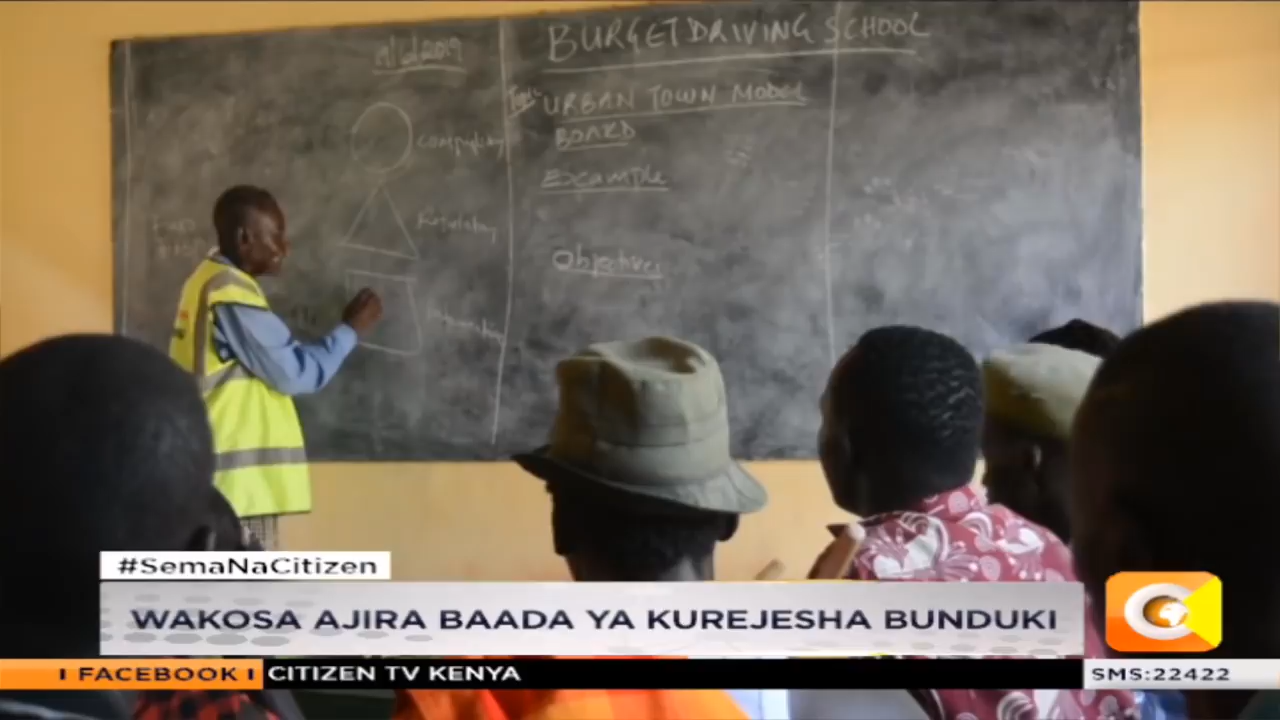 BURGET DRIVING SCHOOL
Topic URBAN TOWN MODEL
BOARD
Example
Objectives
#SemaNaCitizen
WAKOSA AJIRA BAADA YA KUREJESHA BUNDUKI
FACEBOOK
CITIZEN TV KENYA
SMS:22422